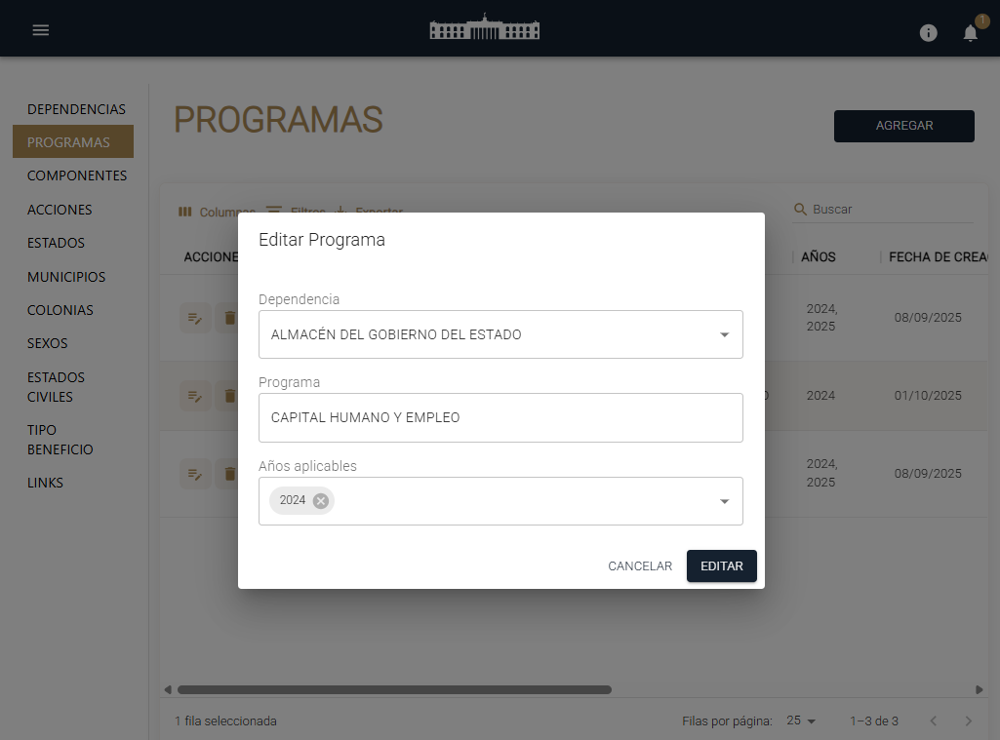 1
DEPENDENCIAS
PROGRAMAS
COMPONENTES
ACCIONES
ESTADOS
MUNICIPIOS
COLONIAS
SEXOS
ESTADOS
CIVILES
TIPO
BENEFICIO
LINKS
PROGRAMAS
AGREGAR
Columnas Filtros Exportar
Buscar
ACCIONE AÑOS FECHA DE CREA
2024,
2025
08/09/2025
O 2024 01/10/2025
2024,
2025
08/09/2025
Editar Programa
Dependencia
ALMACÉN DEL GOBIERNO DEL ESTADO
Programa
CAPITAL HUMANO Y EMPLEO
Años aplicables
2024
CANCELAR EDITAR
1 fila seleccionada Filas por página: 25 1–3 de 3